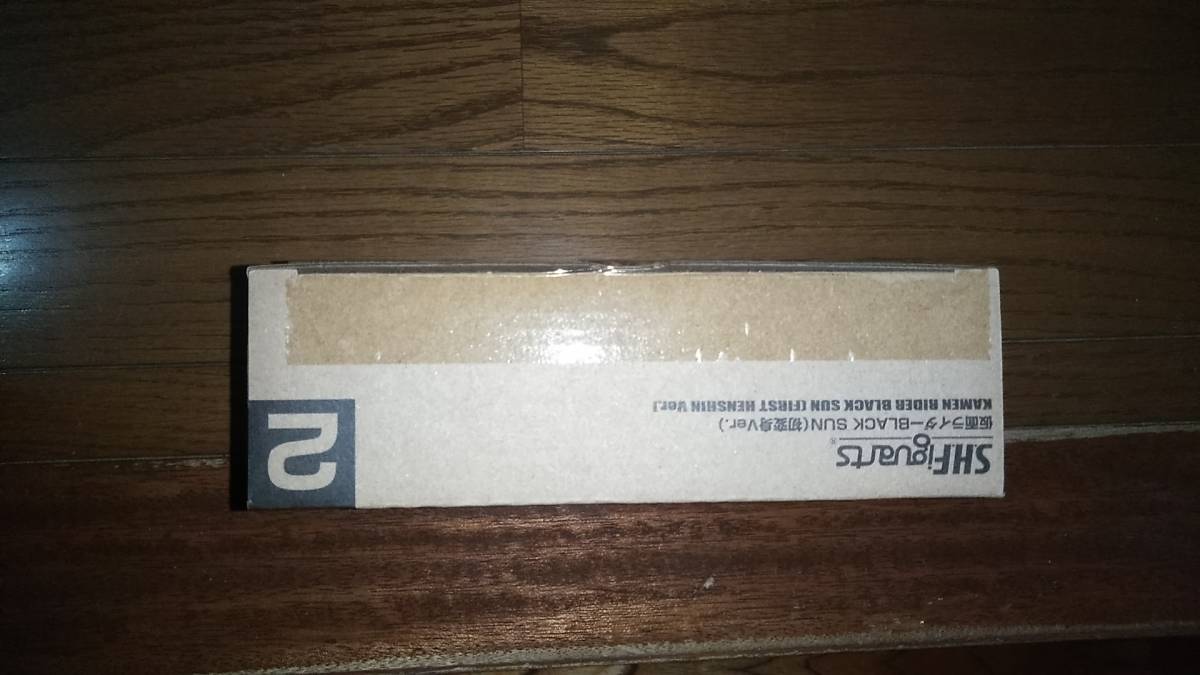 S.H.Figuarts®
仮面ライダーBLACK SUN(初変身Ver.)
KAMEN RIDER BLACK SUN (FIRST HENSHIN Ver.)
2